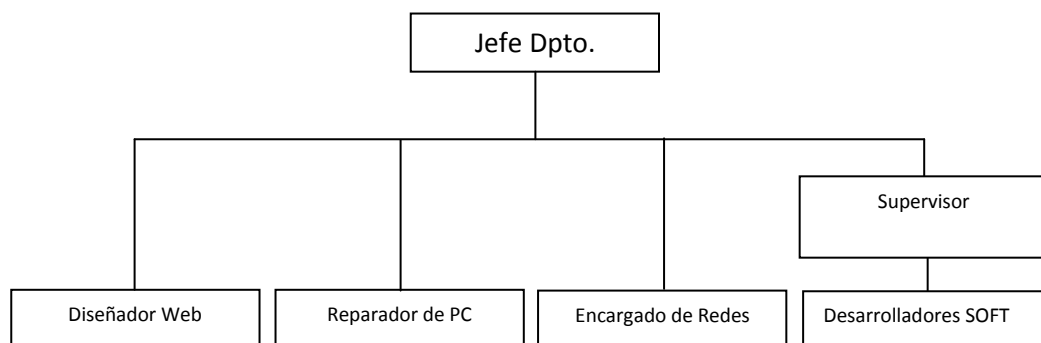 Jefe Dpto.
Supervisor
Diseñador Web
Reparador de PC
Encargado de Redes
Desarrolladores SOFT